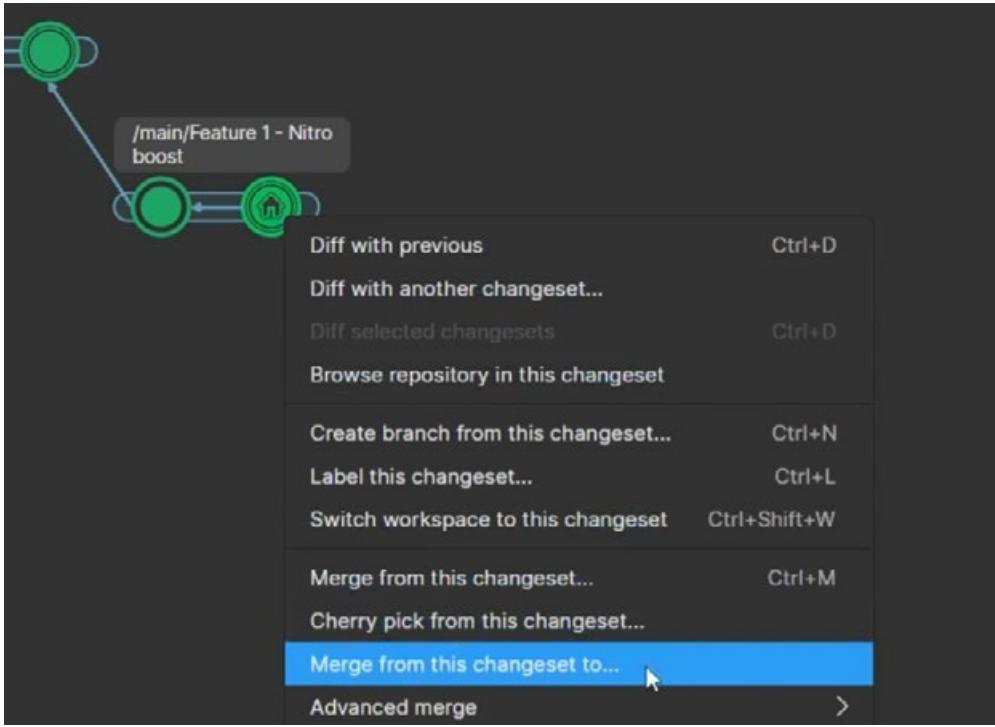 /main/Feature 1 - Nitro
boost
Diff with previous Ctrl+D
Diff with another changeset...
Diff selected changesets Ctrl+D
Browse repository in this changeset
Create branch from this changeset... Ctrl+N
Label this changeset... Ctrl+L
Switch workspace to this changeset Ctrl+Shift+W
Merge from this changeset... Ctrl+M
Cherry pick from this changeset...
Merge from this changeset to...
Advanced merge